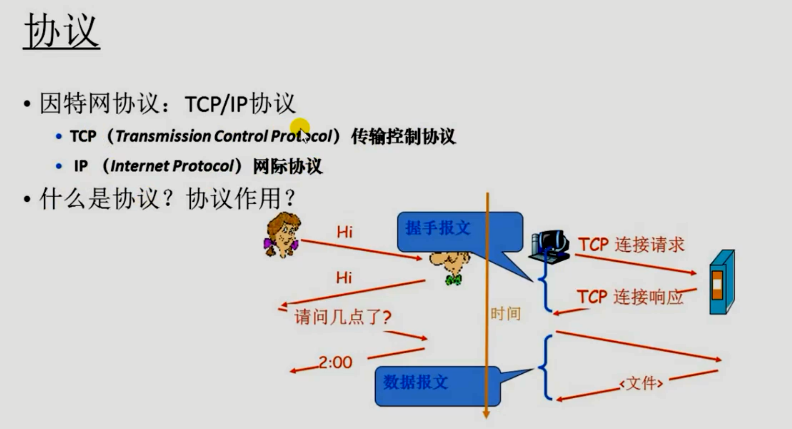 协议
• 因特网协议：TCP/IP协议
• TCP（Transmission Control Protocol）传输控制协议
• IP （Internet Protocol）网际协议
• 什么是协议？协议作用？
Hi
握手报文
TCP 连接请求
Hi
TCP 连接响应
请问几点了?
时间
2:00
数据报文
<文件>